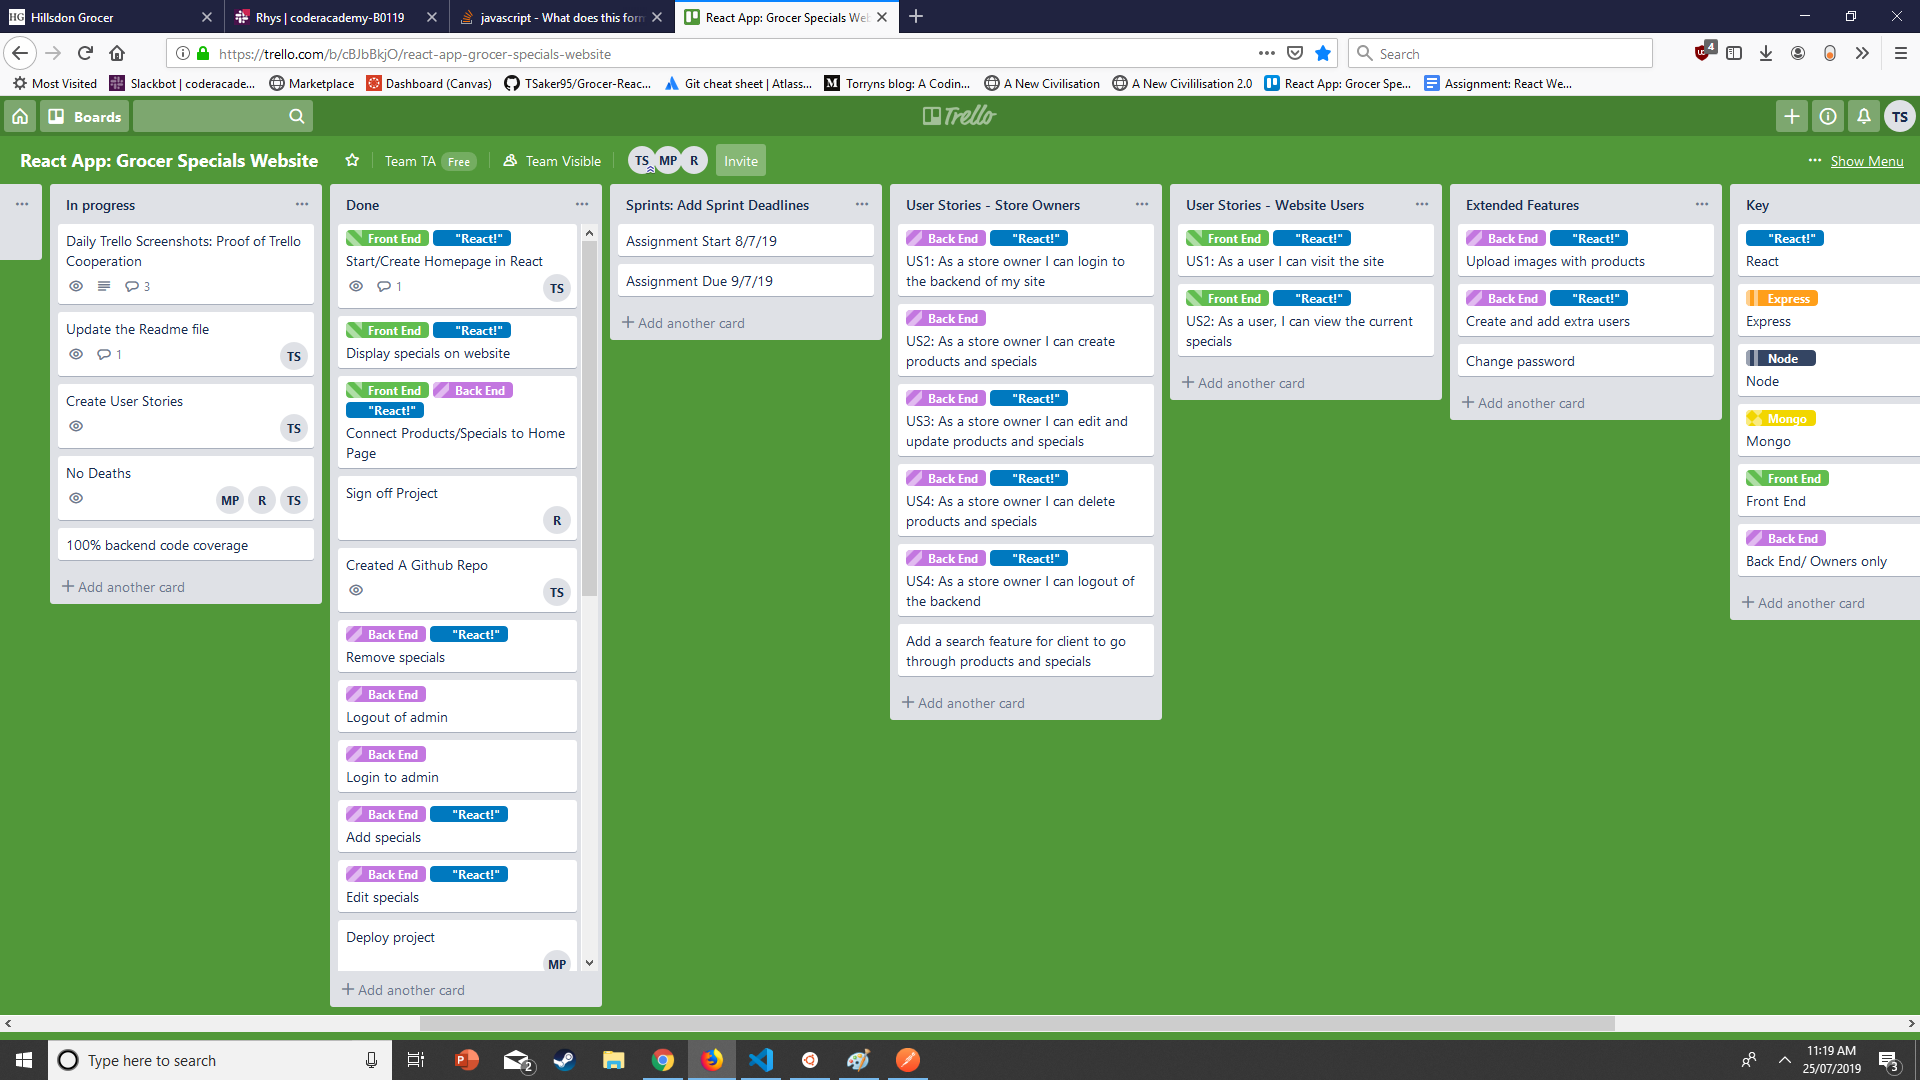 Hillsdon Grocer
Rhys | coderacademy-B0119
javascript - What does this form
React App: Grocer Specials Web
https://trello.com/b/cBJbBkjO/react-app-grocer-specials-website
Search
4
Most Visited
Slackbot | coderacade...
Marketplace
Dashboard (Canvas)
TSaker95/Grocer-Reac...
Git cheat sheet | Atlass...
Torryns blog: A Codin...
A New Civilisation
A New Civililisation 2.0
React App: Grocer Spe...
Assignment: React We...
Boards
Trello
TS
React App: Grocer Specials Website
Team TA
Free
Team Visible
TS
MP
R
Invite
Show Menu
In progress
Daily Trello Screenshots: Proof of Trello
Cooperation
3
Update the Readme file
1
TS
Create User Stories
TS
No Deaths
MP
R
TS
100% backend code coverage
Add another card
Done
Front End "React!"
Start/Create Homepage in React
1
TS
Front End "React!"
Display specials on website
Front End Back End
"React!"
Connect Products/Specials to Home
Page
Sign off Project
R
Created A Github Repo
TS
Back End "React!"
Remove specials
Back End
Logout of admin
Back End
Login to admin
Back End "React!"
Add specials
Back End "React!"
Edit specials
Deploy project
MP
Add another card
Sprints: Add Sprint Deadlines
Assignment Start 8/7/19
Assignment Due 9/7/19
Add another card
User Stories - Store Owners
Back End "React!"
US1: As a store owner I can login to
the backend of my site
Back End
US2: As a store owner I can create
products and specials
Back End "React!"
US3: As a store owner I can edit and
update products and specials
Back End "React!"
US4: As a store owner I can delete
products and specials
Back End "React!"
US4: As a store owner I can logout of
the backend
Add a search feature for client to go
through products and specials
Add another card
User Stories - Website Users
Front End "React!"
US1: As a user I can visit the site
Front End "React!"
US2: As a user, I can view the current
specials
Add another card
Extended Features
Back End "React!"
Upload images with products
Back End "React!"
Create and add extra users
Change password
Add another card
Key
"React!"
React
Express
Express
Node
Node
Mongo
Mongo
Front End
Front End
Back End
Back End/ Owners only
Add another card
Type here to search
2
11:19 AM
25/07/2019
3